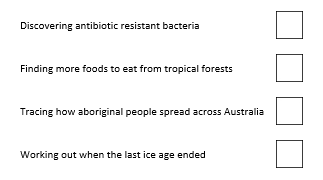 Discovering antibiotic resistant bacteria
Finding more foods to eat from tropical forests
Tracing how aboriginal people spread across Australia
Working out when the last ice age ended